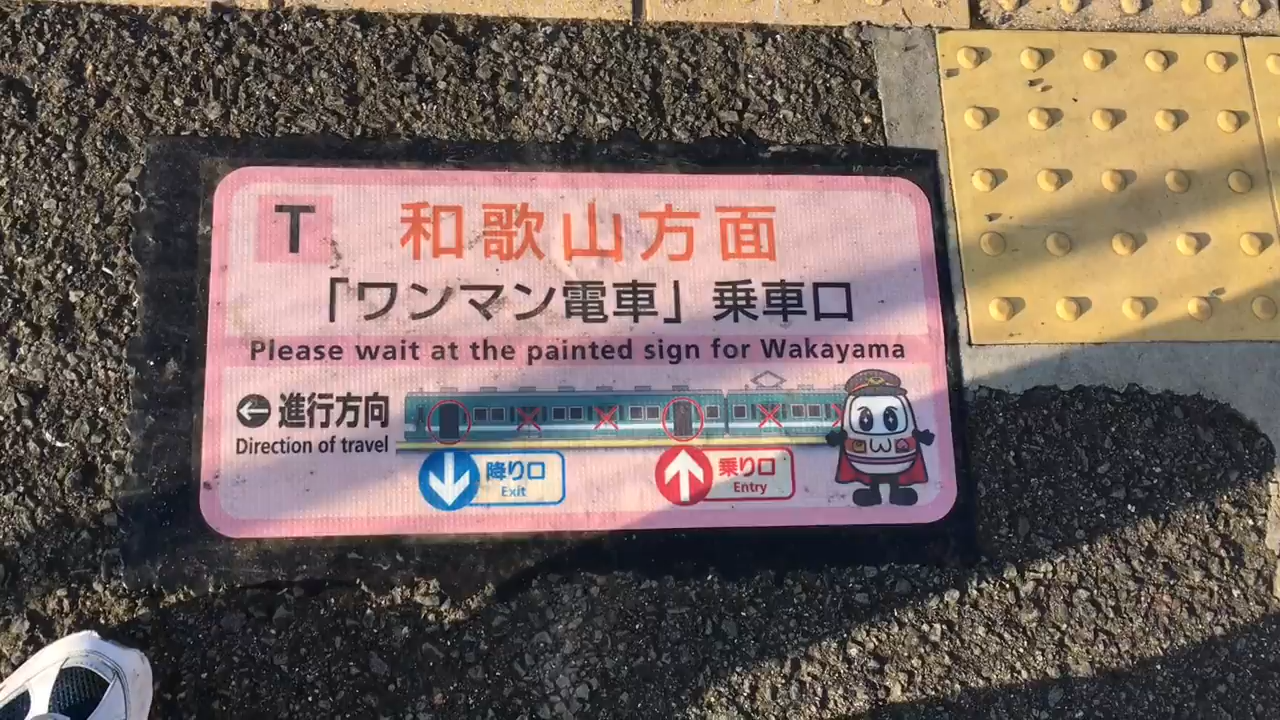 T 和歌山方面
「ワンマン電車」乗車口
Please wait at the painted sign for Wakayama
進行方向
Direction of travel
降り口
Exit
乗り口
Entry